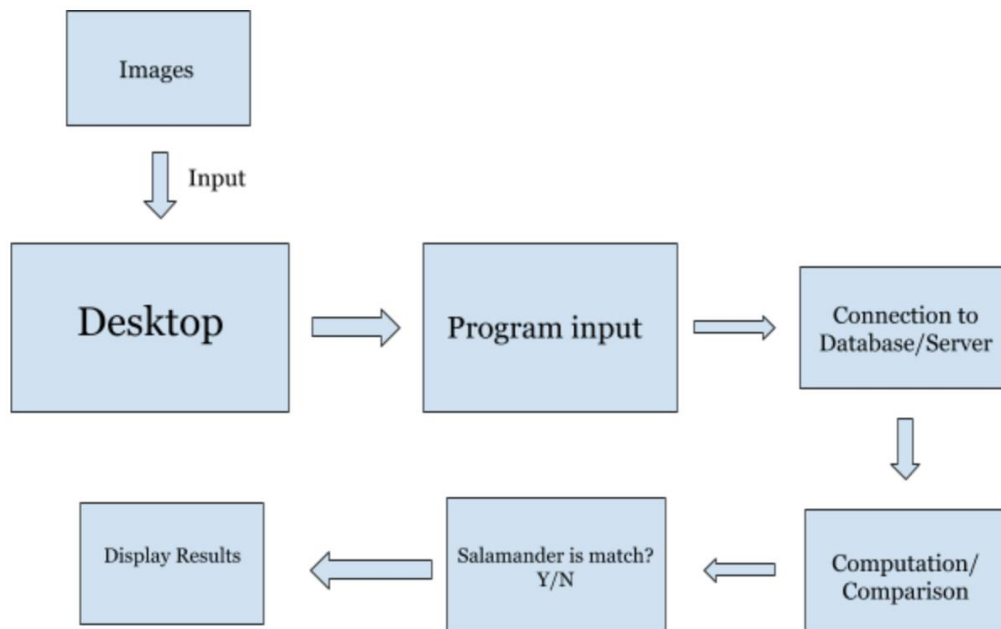 Images
Input
Desktop
Program input
Connection to
Database/Server
Display Results
Salamander is match?
Y/N
Computation/
Comparison